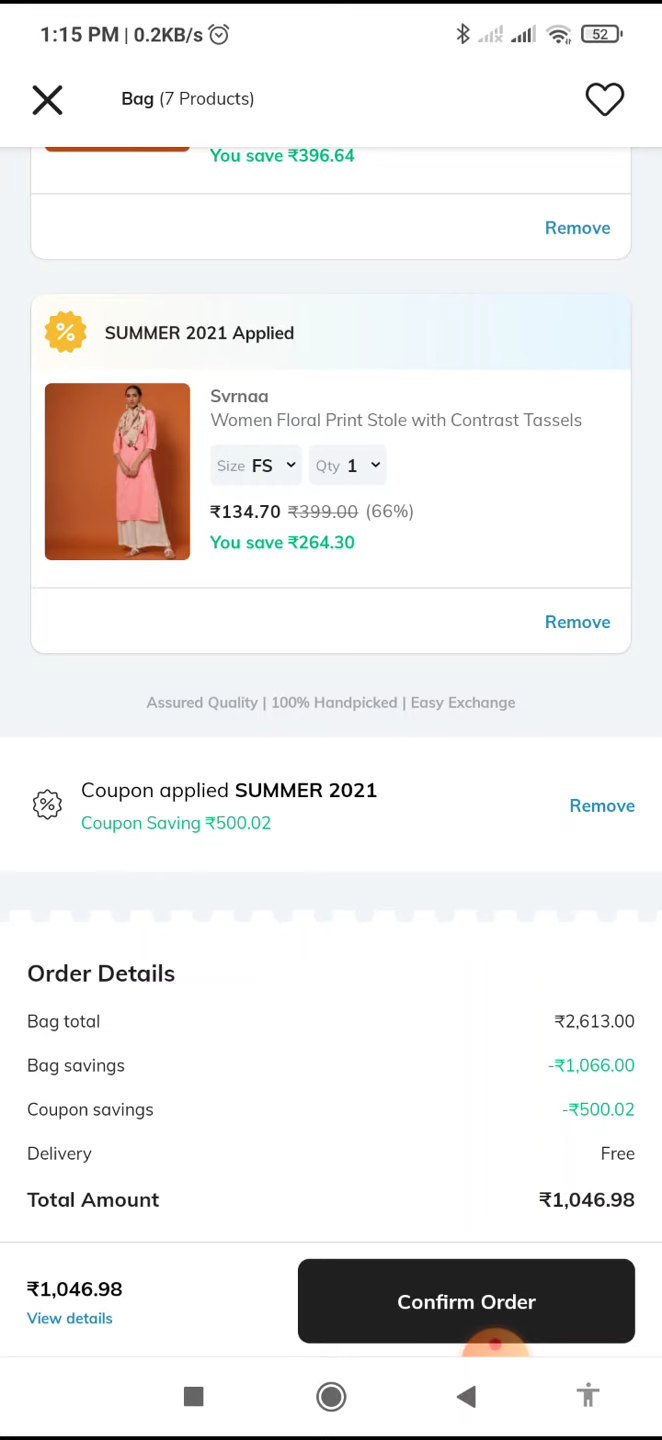 1:15 PM | 0.2KB/s
52
Bag (7 Products)
You save ₹396.64
Remove
SUMMER 2021 Applied
Svrnaa
Women Floral Print Stole with Contrast Tassels
Size FS Qty 1
₹134.70 ₹399.00 (66%)
You save ₹264.30
Remove
Assured Quality | 100% Handpicked | Easy Exchange
Coupon applied SUMMER 2021
Remove
Coupon Saving ₹500.02
Order Details
Bag total ₹2,613.00
Bag savings -₹1,066.00
Coupon savings -₹500.02
Delivery Free
Total Amount ₹1,046.98
₹1,046.98
View details
Confirm Order